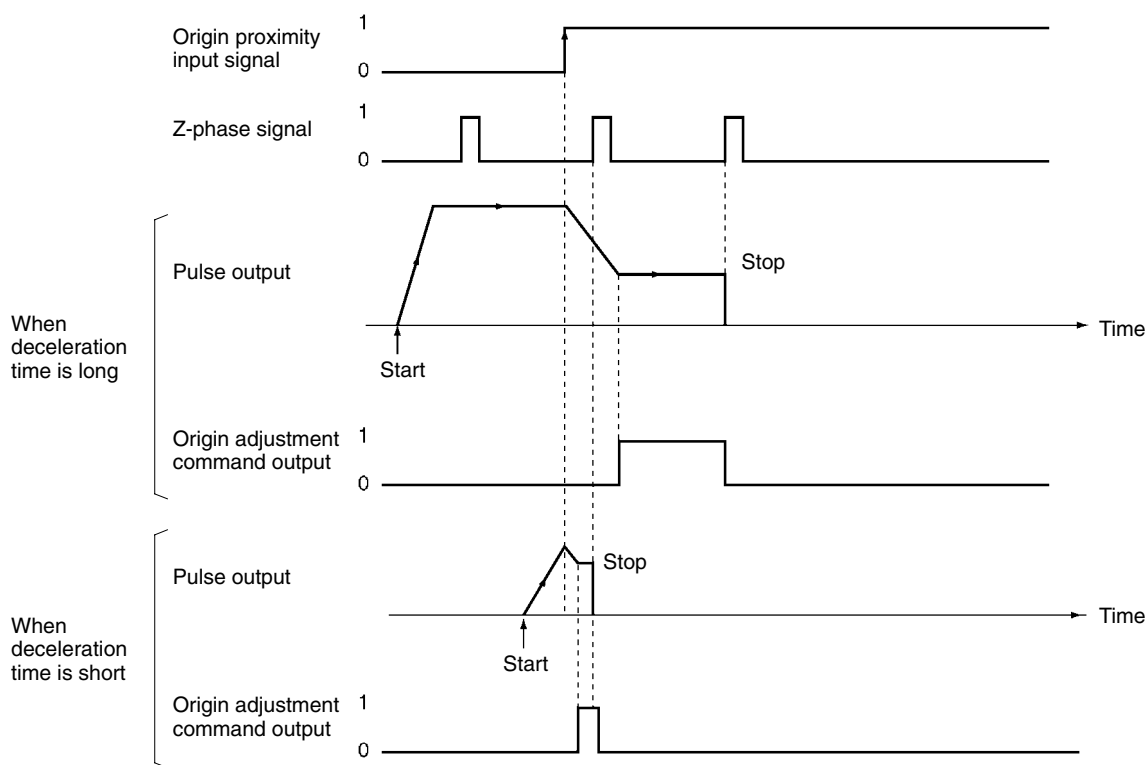 Origin proximity
input signal
1
0
Z-phase signal
1
0
When
deceleration
time is long
Pulse output
Stop
Time
Start
Origin adjustment
command output
1
0
When
deceleration
time is short
Pulse output
Stop
Time
Start
Origin adjustment
command output
1
0